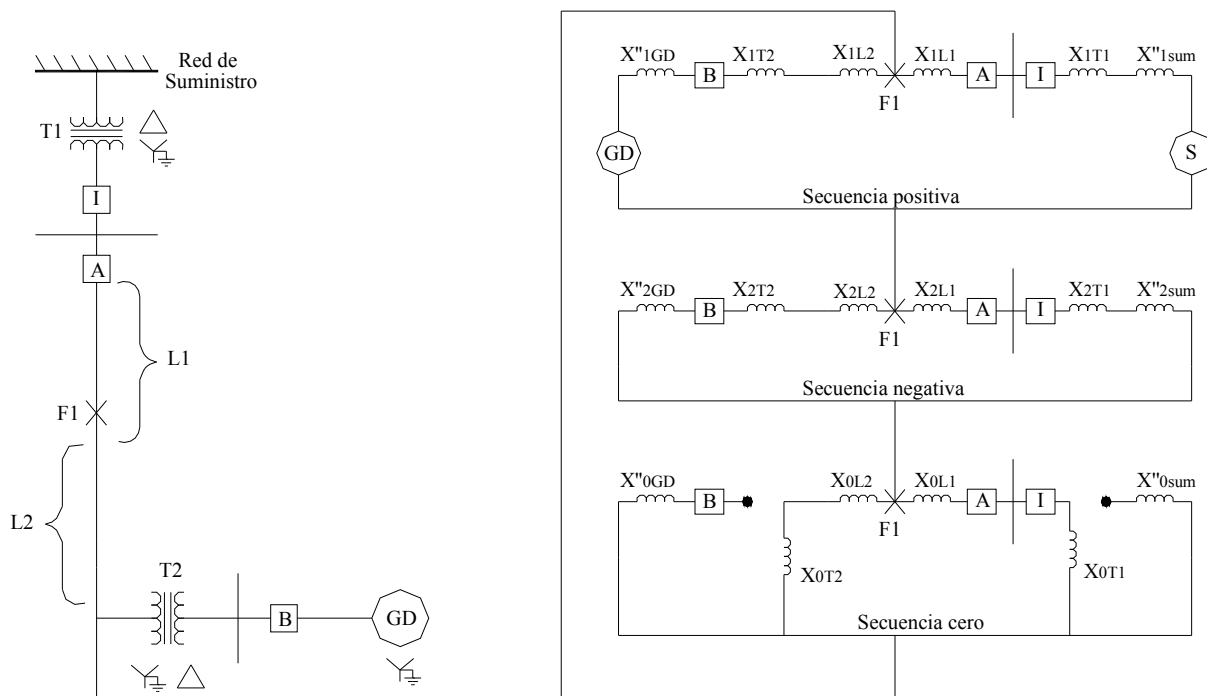 Red de
Suministro
T1
I
A
L1
F1
L2
T2
B
GD
X"1GD
B
X1T2
X1L2
X1L1
A
I
X1T1
X"1sum
F1
GD
S
Secuencia positiva
X"2GD
B
X2T2
X2L2
X2L1
A
I
X2T1
X"2sum
F1
Secuencia negativa
X"0GD
B
X0L2
X0L1
A
I
X"0sum
F1
X0T2
X0T1
Secuencia cero